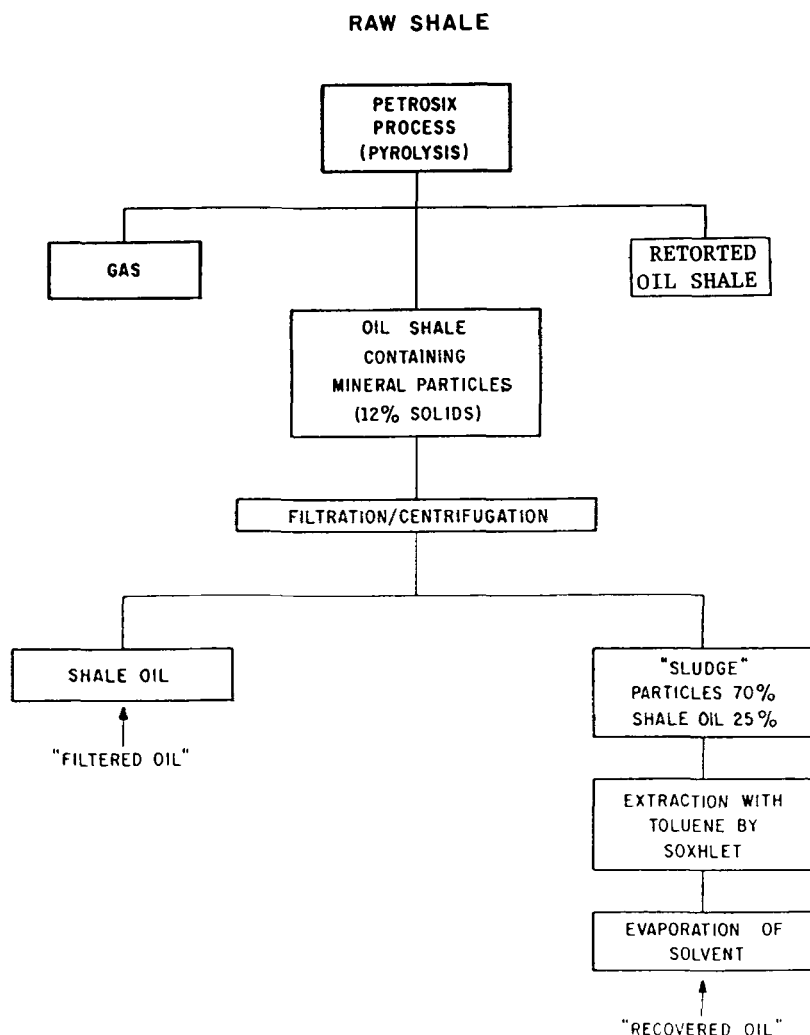 RAW SHALE
PETROSIX
PROCESS
(PYROLYSIS)
GAS
RETORTED
OIL SHALE
OIL SHALE
CONTAINING
MINERAL PARTICLES
(12% SOLIDS)
FILTRATION/CENTRIFUGATION
SHALE OIL
"FILTERED OIL"
"SLUDGE"
PARTICLES 70%
SHALE OIL 25%
EXTRACTION WITH
TOLUENE BY
SOXHLET
EVAPORATION OF
SOLVENT
"RECOVERED OIL"